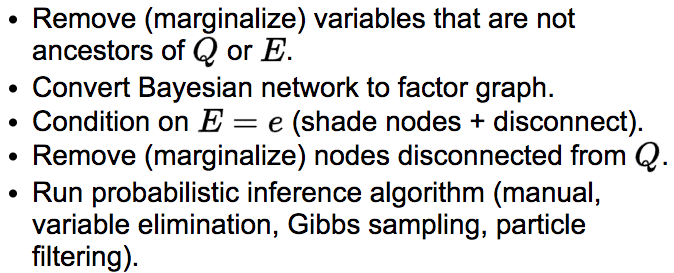 • Remove (marginalize) variables that are not
ancestors of Q or E.
• Convert Bayesian network to factor graph.
• Condition on E = e (shade nodes + disconnect).
• Remove (marginalize) nodes disconnected from Q.
• Run probabilistic inference algorithm (manual,
variable elimination, Gibbs sampling, particle
filtering).